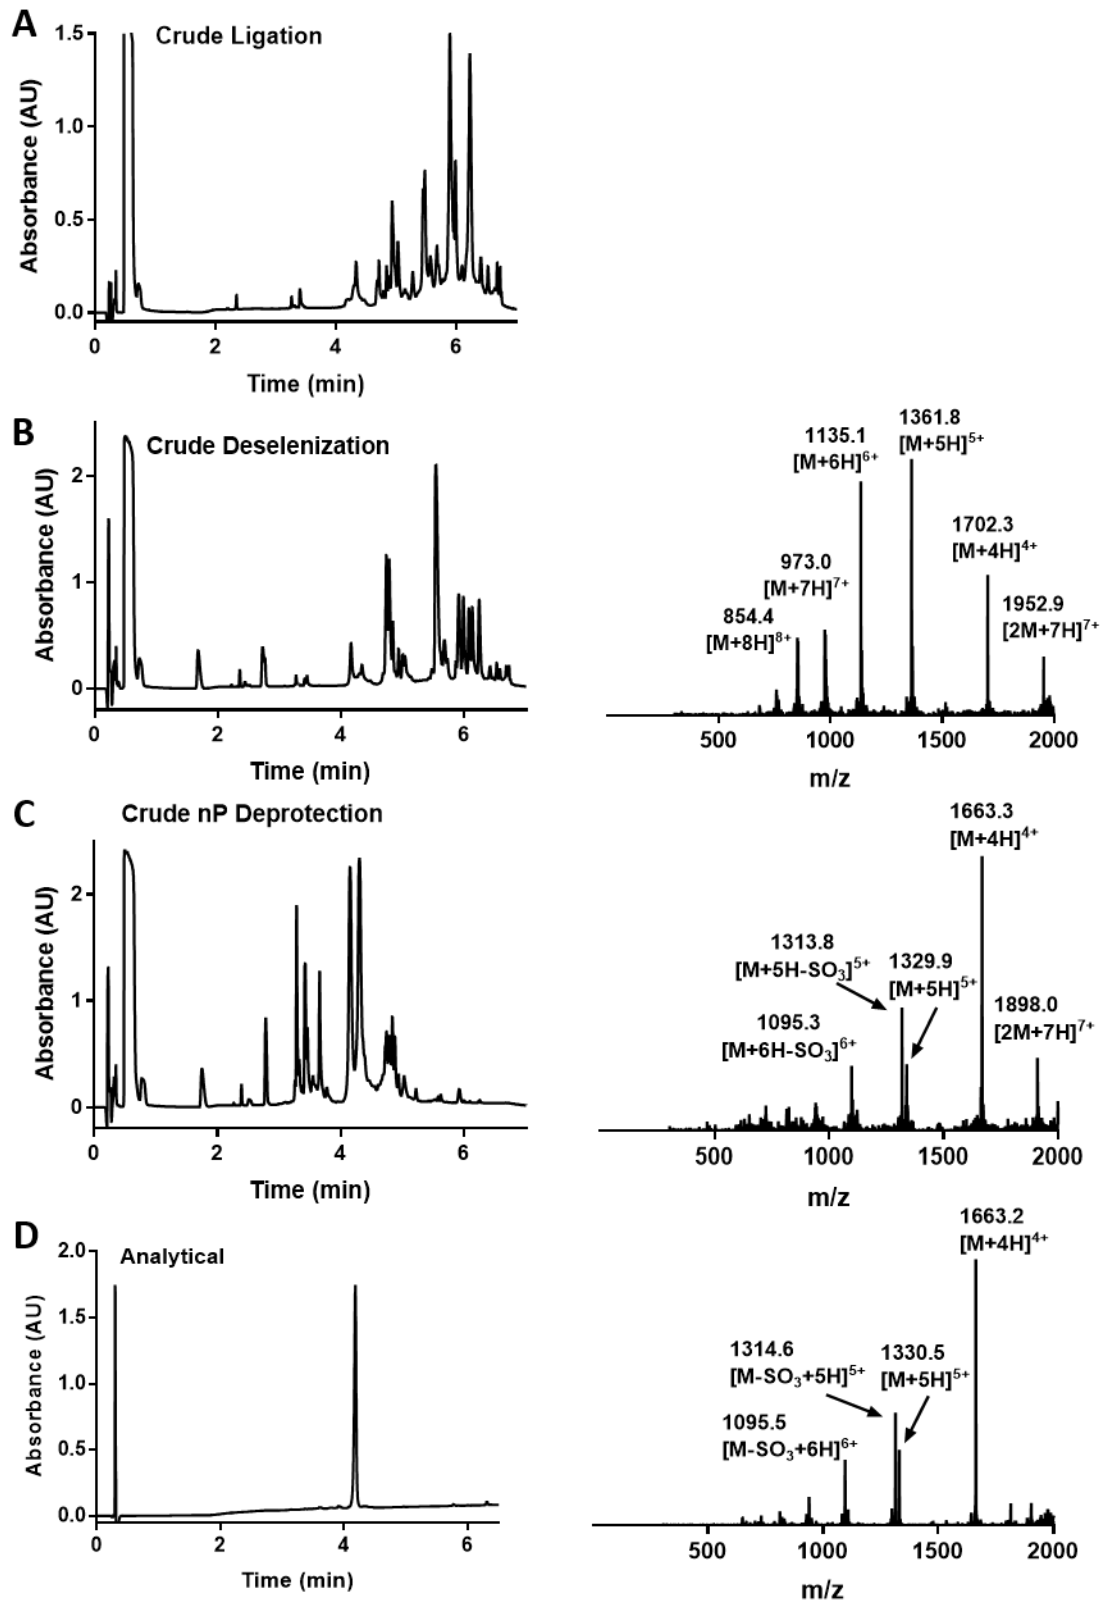 A
Crude Ligation
Absorbance (AU)
1.5
1.0
0.5
0.0
0 2 4 6
Time (min)
B
Crude Deselenization
Absorbance (AU)
2
1
0
0 2 4 6
Time (min)
1361.8
[M+5H]⁵⁺
1135.1
[M+6H]⁶⁺
1702.3
[M+4H]⁴⁺
973.0
[M+7H]⁷⁺
1952.9
[2M+7H]⁷⁺
854.4
[M+8H]⁸⁺
500 1000 1500 2000
m/z
C
Crude nP Deprotection
Absorbance (AU)
2
1
0
0 2 4 6
Time (min)
1663.3
[M+4H]⁴⁺
1313.8
[M+5H-SO₃]⁵⁺
1329.9
[M+5H]⁵⁺
1898.0
[2M+7H]⁷⁺
1095.3
[M+6H-SO₃]⁶⁺
500 1000 1500 2000
m/z
D
Analytical
Absorbance (AU)
2.0
1.5
1.0
0.5
0.0
0 2 4 6
Time (min)
1663.2
[M+4H]⁴⁺
1314.6
[M-SO₃+5H]⁵⁺
1330.5
[M+5H]⁵⁺
1095.5
[M-SO₃+6H]⁶⁺
500 1000 1500 2000
m/z